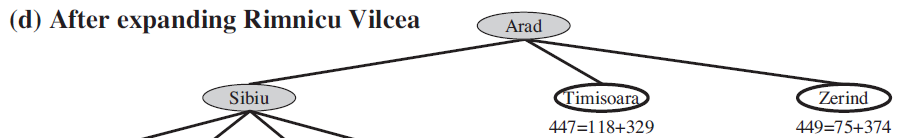 (d) After expanding Rimnicu Vilcea
Arad
Sibiu
Timisoara
Zerind
447=118+329
449=75+374